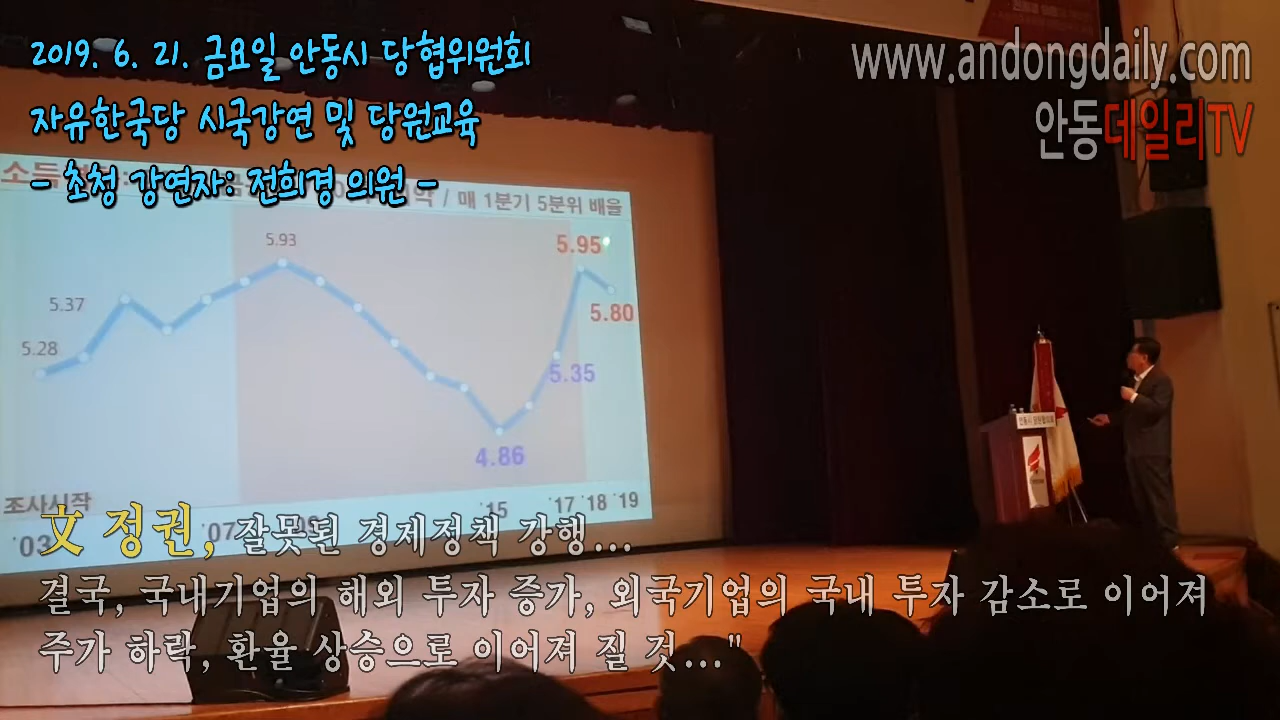 2019. 6. 21. 금요일 안동시 당협위원회
자유한국당 시국강연 및 당원교육
- 초청 강연자: 전희경 의원 -
www.andongdaily.com
안동데일리TV
소득
/ 매 1분기 5분위 배율
5.93
5.95
5.37
5.80
5.28
5.35
4.86
조사시작
'03
'07
'15
'17 '18 '19
文 정권, 잘못된 경제정책 강행...
결국, 국내기업의 해외 투자 증가, 외국기업의 국내 투자 감소로 이어져
주가 하락, 환율 상승으로 이어져 질 것..."